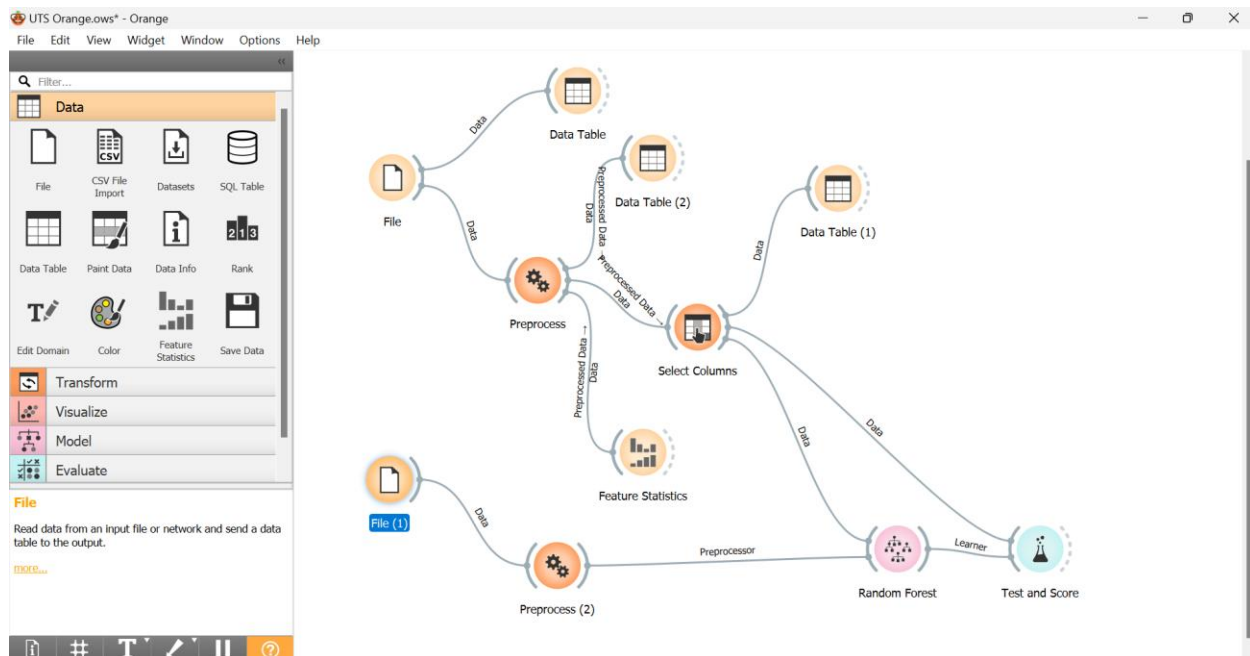 UTS Orange.ows* - Orange
File Edit View Widget Window Options Help
Filter...
Data
File
CSV File
Import
Datasets
SQL Table
Data Table
Paint Data
Data Info
Rank
Edit Domain
Color
Feature
Statistics
Save Data
Transform
Visualize
Model
Evaluate
File
Read data from an input file or network and send a data
table to the output.
more...
Data
Data Table
Data Table (2)
Data Table (1)
File
Data
Preprocessed Data →
Data
Preprocessed Data →
Data
Data
Preprocess
Select Columns
Preprocessed Data →
Data
Data
Data
Feature Statistics
File (1)
Data
Preprocessor
Learner
Random Forest
Test and Score
Preprocess (2)